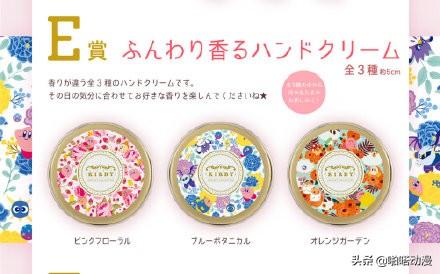 E賞 ふんわり香るハンドクリーム
全3種 約5cm
香りが違う全3種のハンドクリームです。
その日の気分に合わせてお好きな香りを楽しんでくださいね★
KIRBY
KIRBY
KIRBY
ピンクフローラル
ブルーボタニカル
オレンジガーデン
头条 @啪嗒动漫